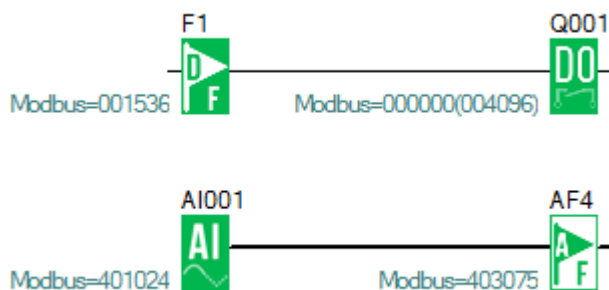 F1
Q001
D
F
DO
Modbus=001536
Modbus=000000(004096)
AI001
AF4
AI
A
F
Modbus=401024
Modbus=403075